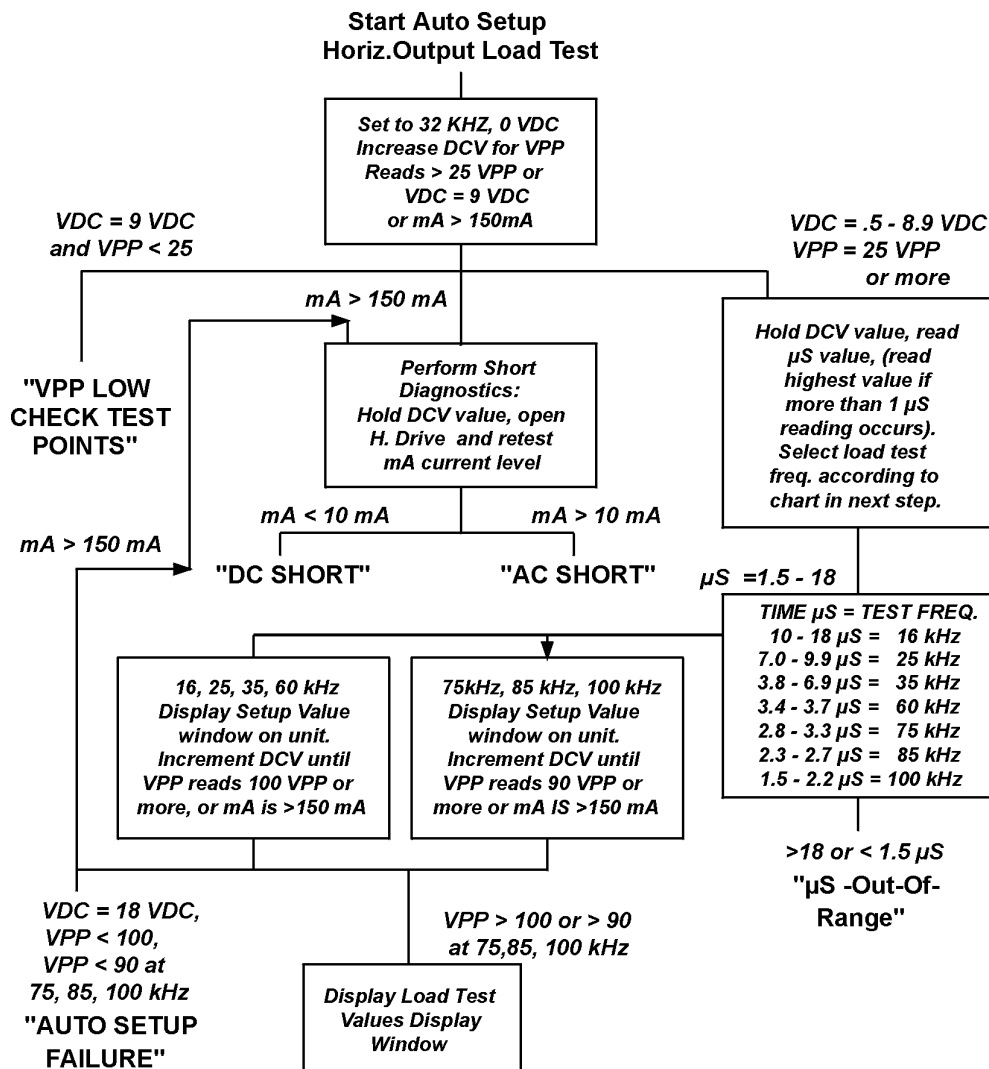 Start Auto Setup
Horiz.Output Load Test
Set to 32 KHZ, 0 VDC
Increase DCV for VPP
Reads > 25 VPP or
VDC = 9 VDC
or mA > 150mA
VDC = 9 VDC
and VPP < 25
VDC = .5 - 8.9 VDC
VPP = 25 VPP
or more
mA > 150 mA
"VPP LOW
CHECK TEST
POINTS"
Perform Short
Diagnostics:
Hold DCV value, open
H. Drive and retest
mA current level
Hold DCV value, read
µS value, (read
highest value if
more than 1 µS
reading occurs).
Select load test
freq. according to
chart in next step.
mA < 10 mA
mA > 10 mA
mA > 150 mA
"DC SHORT"
"AC SHORT"
µS =1.5 - 18
TIME µS = TEST FREQ.
10 - 18 µS = 16 kHz
7.0 - 9.9 µS = 25 kHz
3.8 - 6.9 µS = 35 kHz
3.4 - 3.7 µS = 60 kHz
2.8 - 3.3 µS = 75 kHz
2.3 - 2.7 µS = 85 kHz
1.5 - 2.2 µS = 100 kHz
16, 25, 35, 60 kHz
Display Setup Value
window on unit.
Increment DCV until
VPP reads 100 VPP or
more, or mA is >150 mA
75kHz, 85 kHz, 100 kHz
Display Setup Value
window on unit.
Increment DCV until
VPP reads 90 VPP or
more or mA IS >150 mA
>18 or < 1.5 µS
"µS -Out-Of-
Range"
VDC = 18 VDC,
VPP < 100,
VPP < 90 at
75, 85, 100 kHz
"AUTO SETUP
FAILURE"
VPP > 100 or > 90
at 75,85, 100 kHz
Display Load Test
Values Display
Window